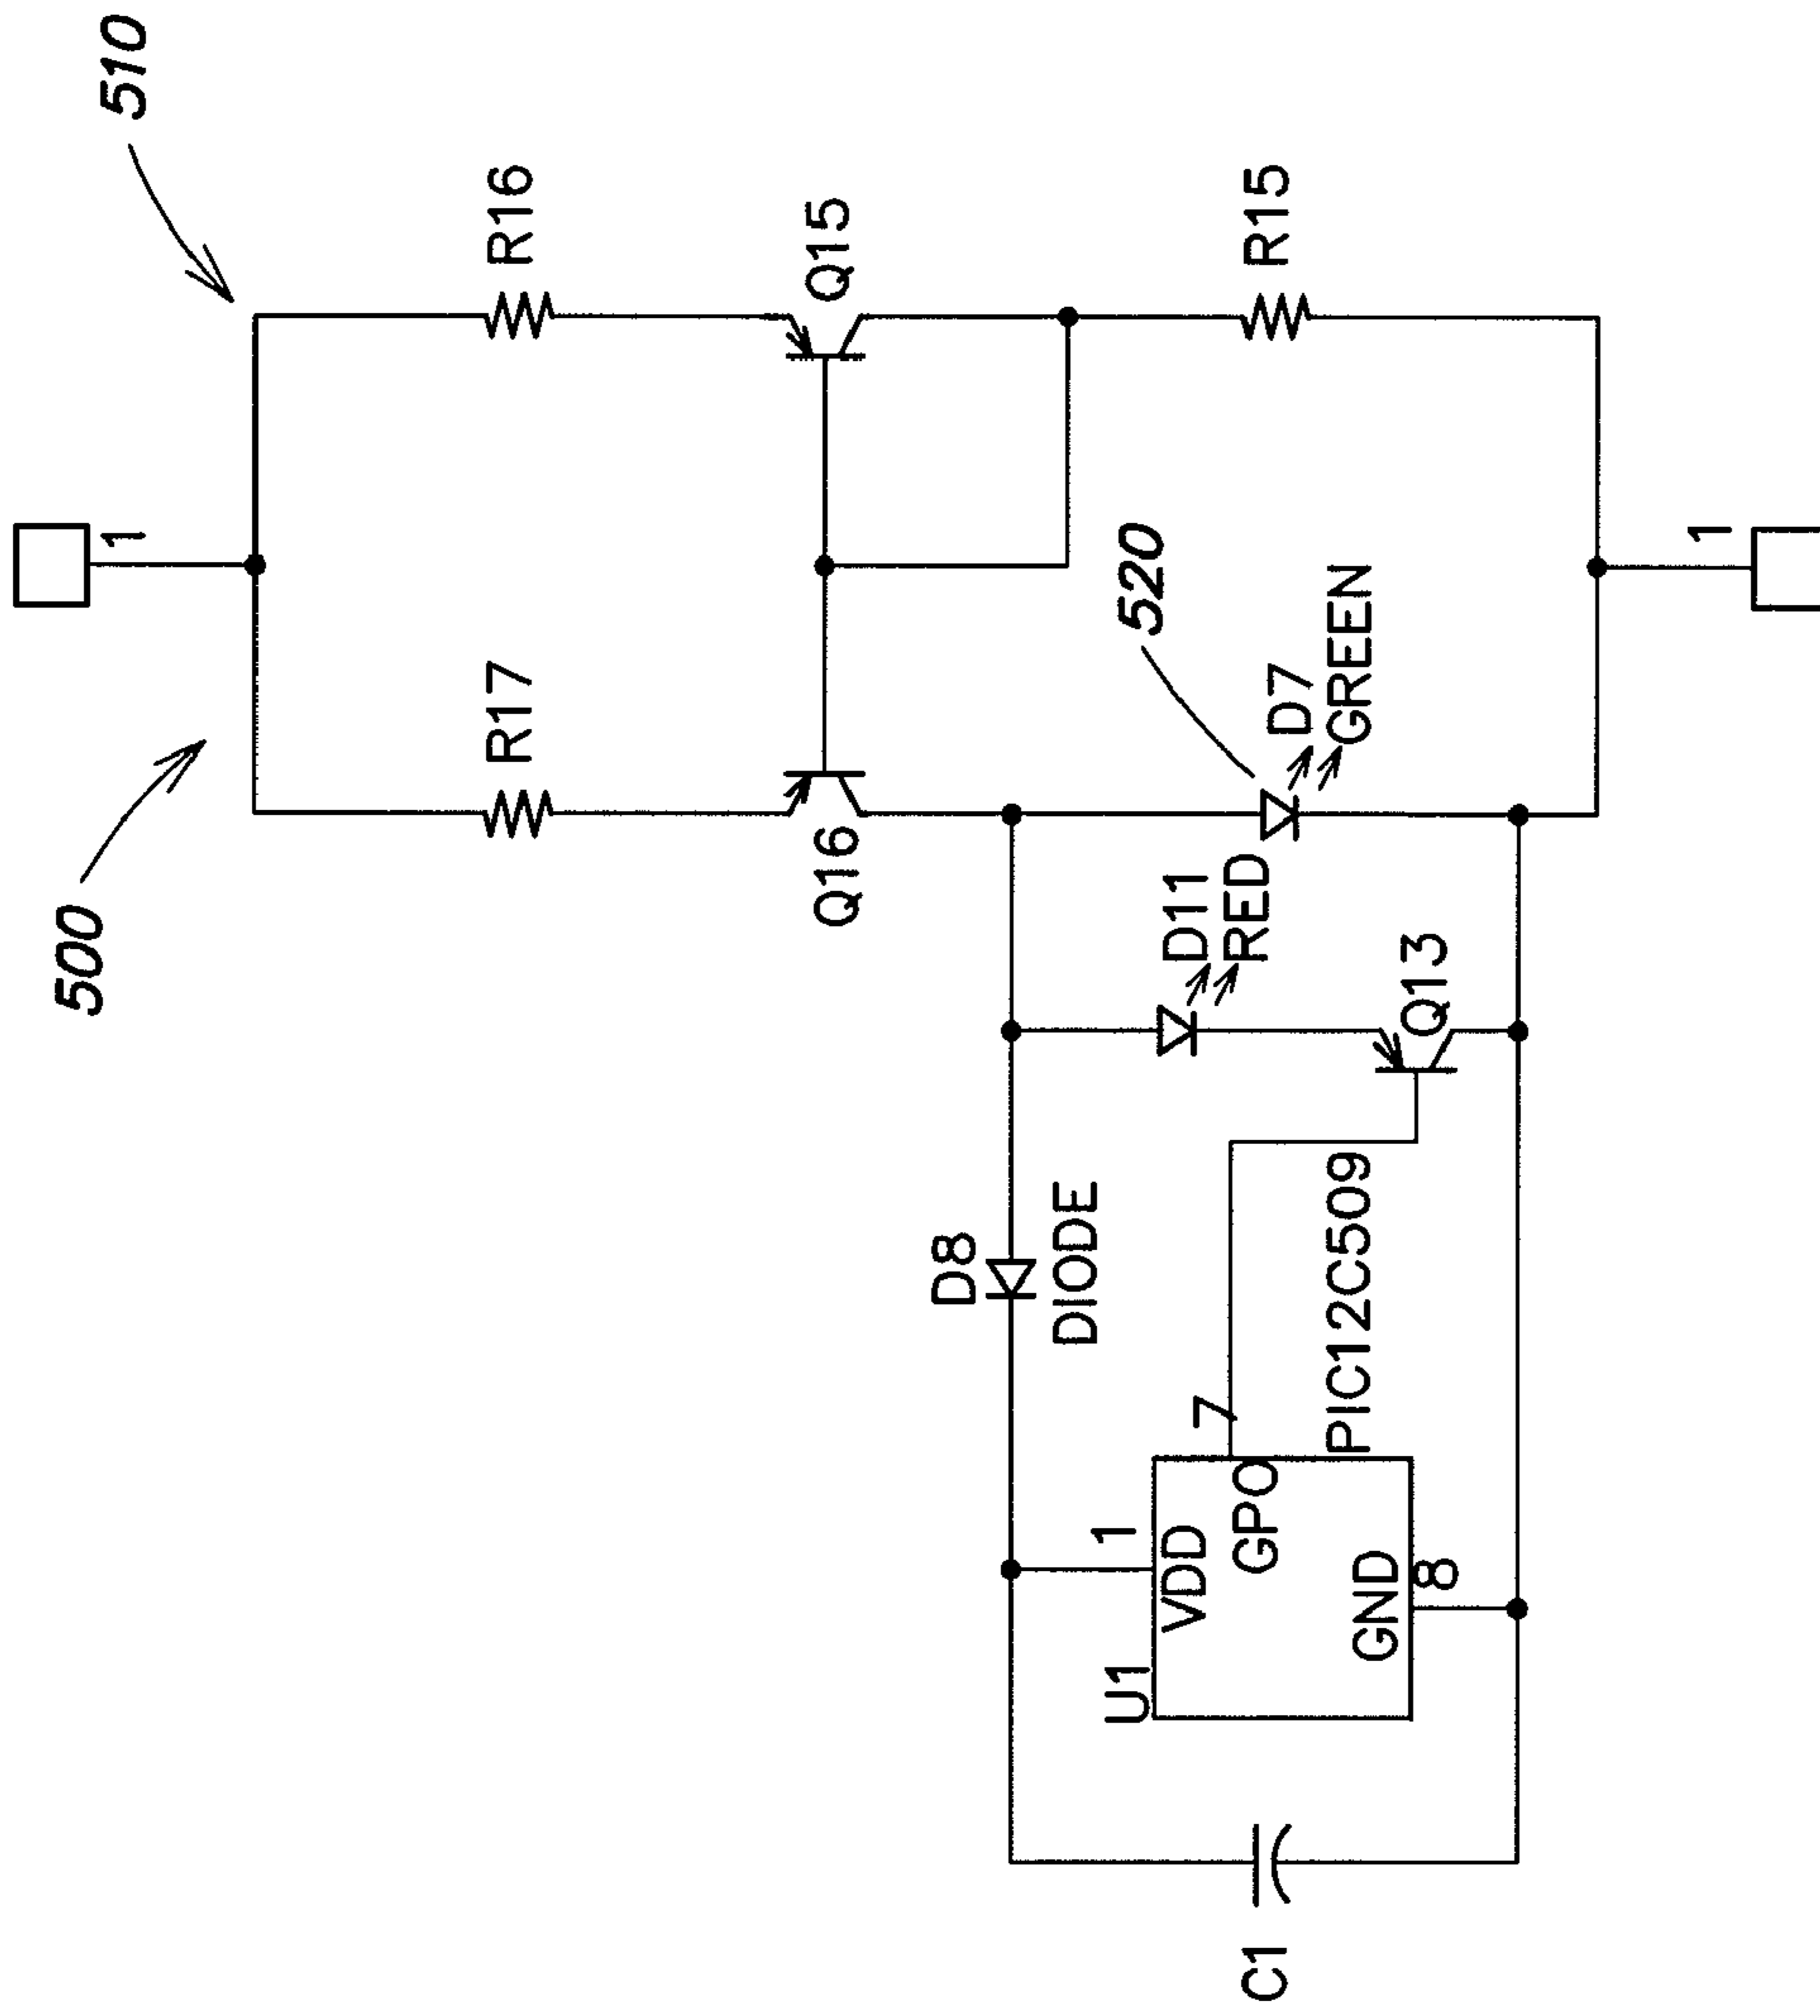 510
500
1
R16
R17
Q15
Q16
R15
520
D7
GREEN
D11
RED
Q13
D8
DIODE
7
PIC12C509
1
VDD
GPO
U1
GND
8
C1
1